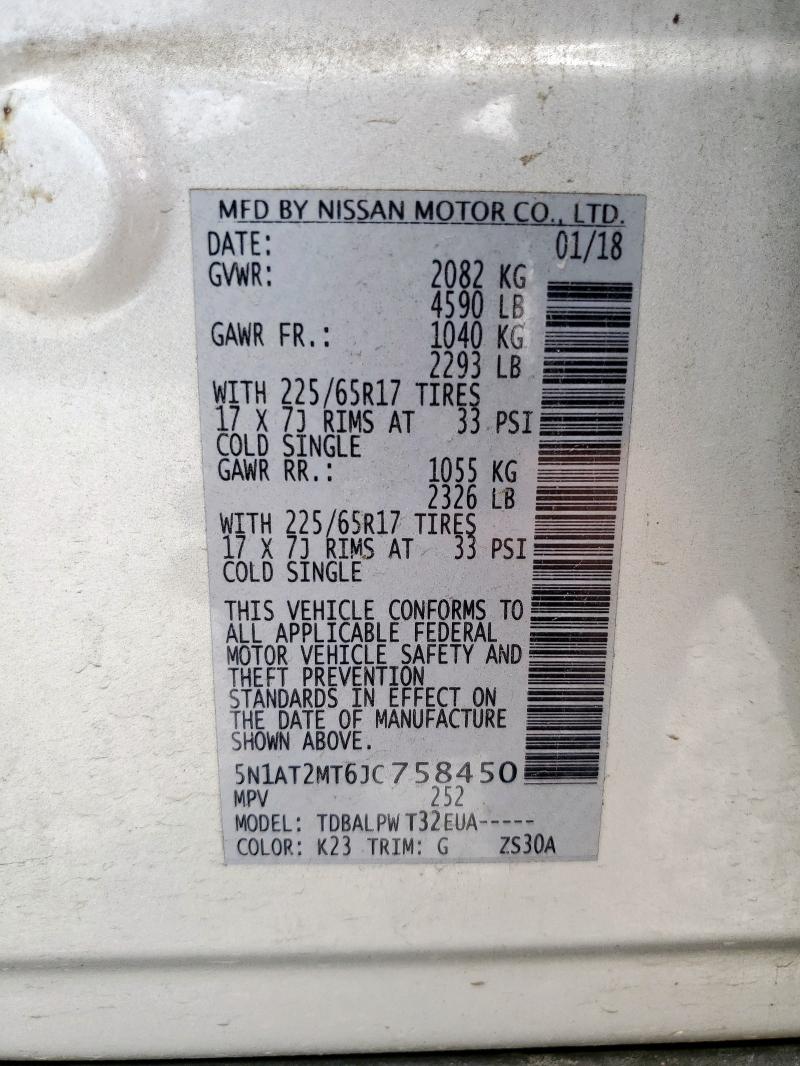 MFD BY NISSAN MOTOR CO., LTD.
DATE: 01/18
GVWR: 2082 KG
4590 LB
GAWR FR.: 1040 KG
2293 LB
WITH 225/65R17 TIRES
17 X 7J RIMS AT 33 PSI
COLD SINGLE
GAWR RR.: 1055 KG
2326 LB
WITH 225/65R17 TIRES
17 X 7J RIMS AT 33 PSI
COLD SINGLE
THIS VEHICLE CONFORMS TO
ALL APPLICABLE FEDERAL
MOTOR VEHICLE SAFETY AND
THEFT PREVENTION
STANDARDS IN EFFECT ON
THE DATE OF MANUFACTURE
SHOWN ABOVE.
5N1AT2MT6JC758450
MPV 252
MODEL: TDBALPW T32EUA-----
COLOR: K23 TRIM: G ZS30A